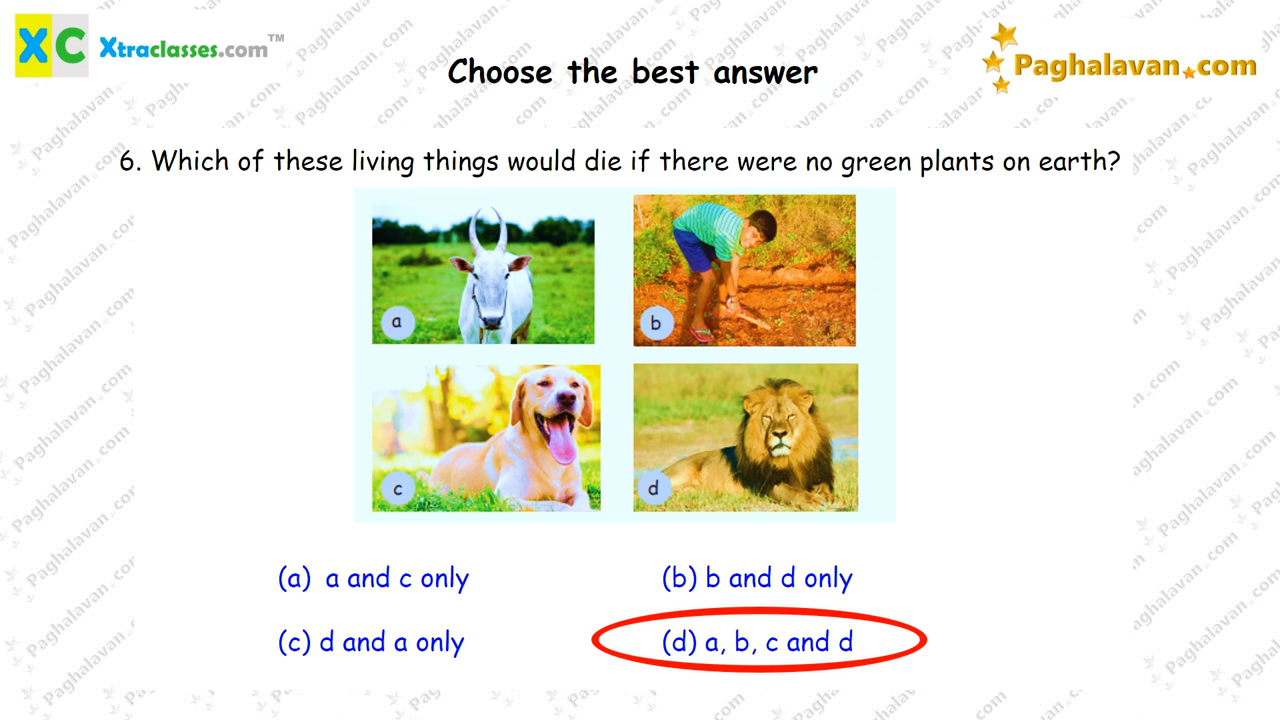 XC Xtraclasses.com™
Paghalavan.com
Choose the best answer
6. Which of these living things would die if there were no green plants on earth?
a
b
c
d
(a) a and c only
(b) b and d only
(c) d and a only
(d) a, b, c and d